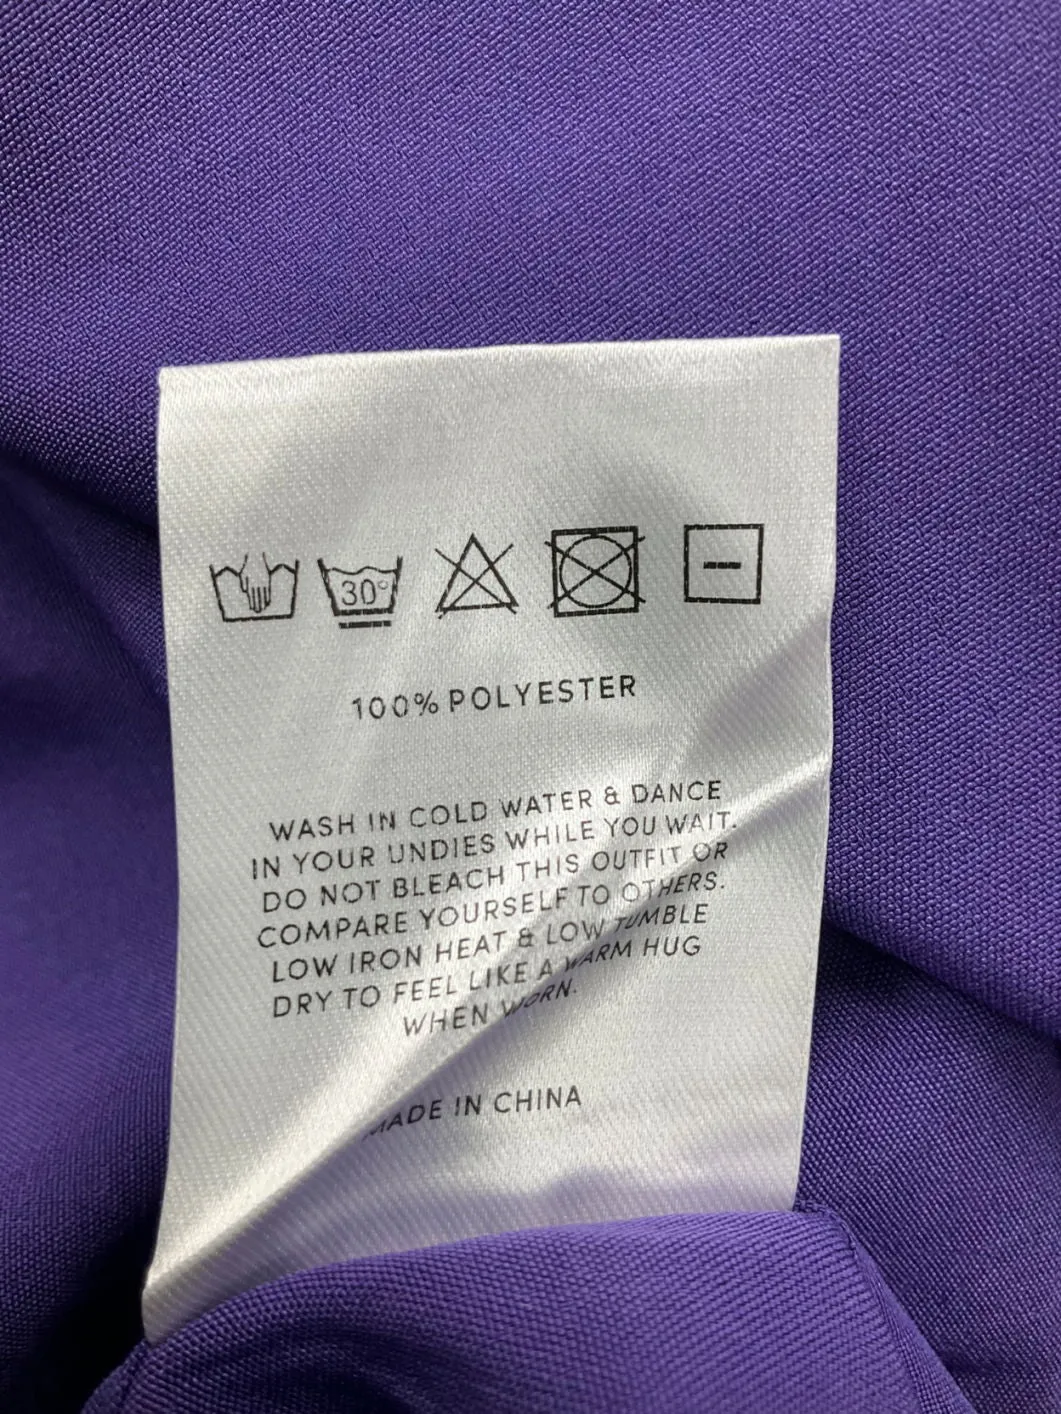 30°
100% POLYESTER
WASH IN COLD WATER & DANCE
IN YOUR UNDIES WHILE YOU WAIT.
DO NOT BLEACH THIS OUTFIT OR
COMPARE YOURSELF TO OTHERS.
LOW IRON HEAT & LOW TUMBLE
DRY TO FEEL LIKE A WARM HUG
WHEN WORN.
MADE IN CHINA